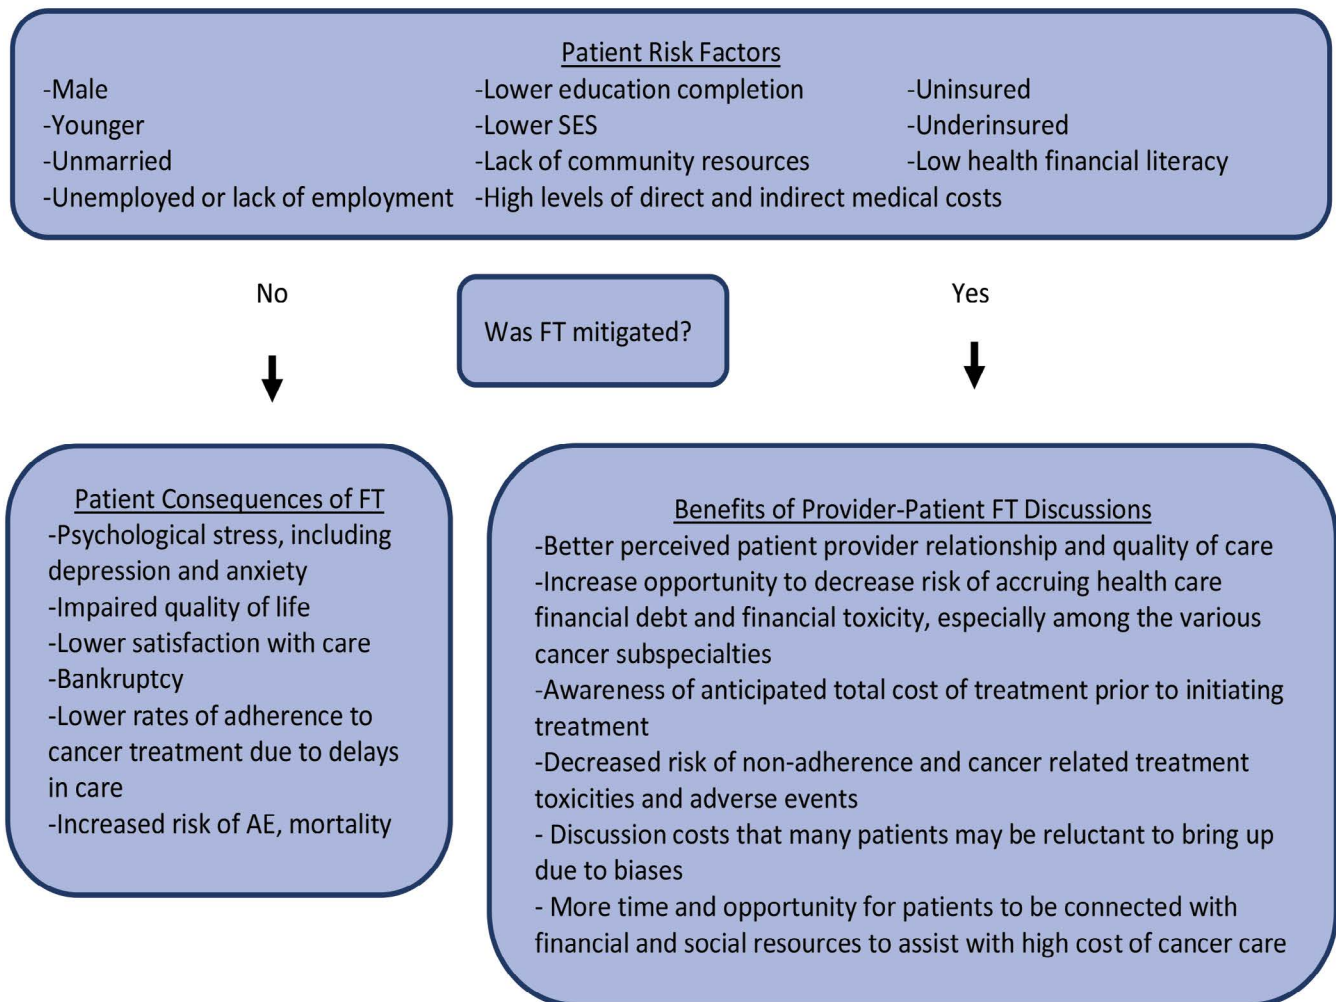 Patient Risk Factors
-Male
-Younger
-Unmarried
-Unemployed or lack of employment
-Lower education completion
-Lower SES
-Lack of community resources
-High levels of direct and indirect medical costs
-Uninsured
-Underinsured
-Low health financial literacy
No
Was FT mitigated?
Yes
Patient Consequences of FT
-Psychological stress, including
depression and anxiety
-Impaired quality of life
-Lower satisfaction with care
-Bankruptcy
-Lower rates of adherence to
cancer treatment due to delays
in care
-Increased risk of AE, mortality
Benefits of Provider-Patient FT Discussions
-Better perceived patient provider relationship and quality of care
-Increase opportunity to decrease risk of accruing health care
financial debt and financial toxicity, especially among the various
cancer subspecialties
-Awareness of anticipated total cost of treatment prior to initiating
treatment
-Decreased risk of non-adherence and cancer related treatment
toxicities and adverse events
- Discussion costs that many patients may be reluctant to bring up
due to biases
- More time and opportunity for patients to be connected with
financial and social resources to assist with high cost of cancer care